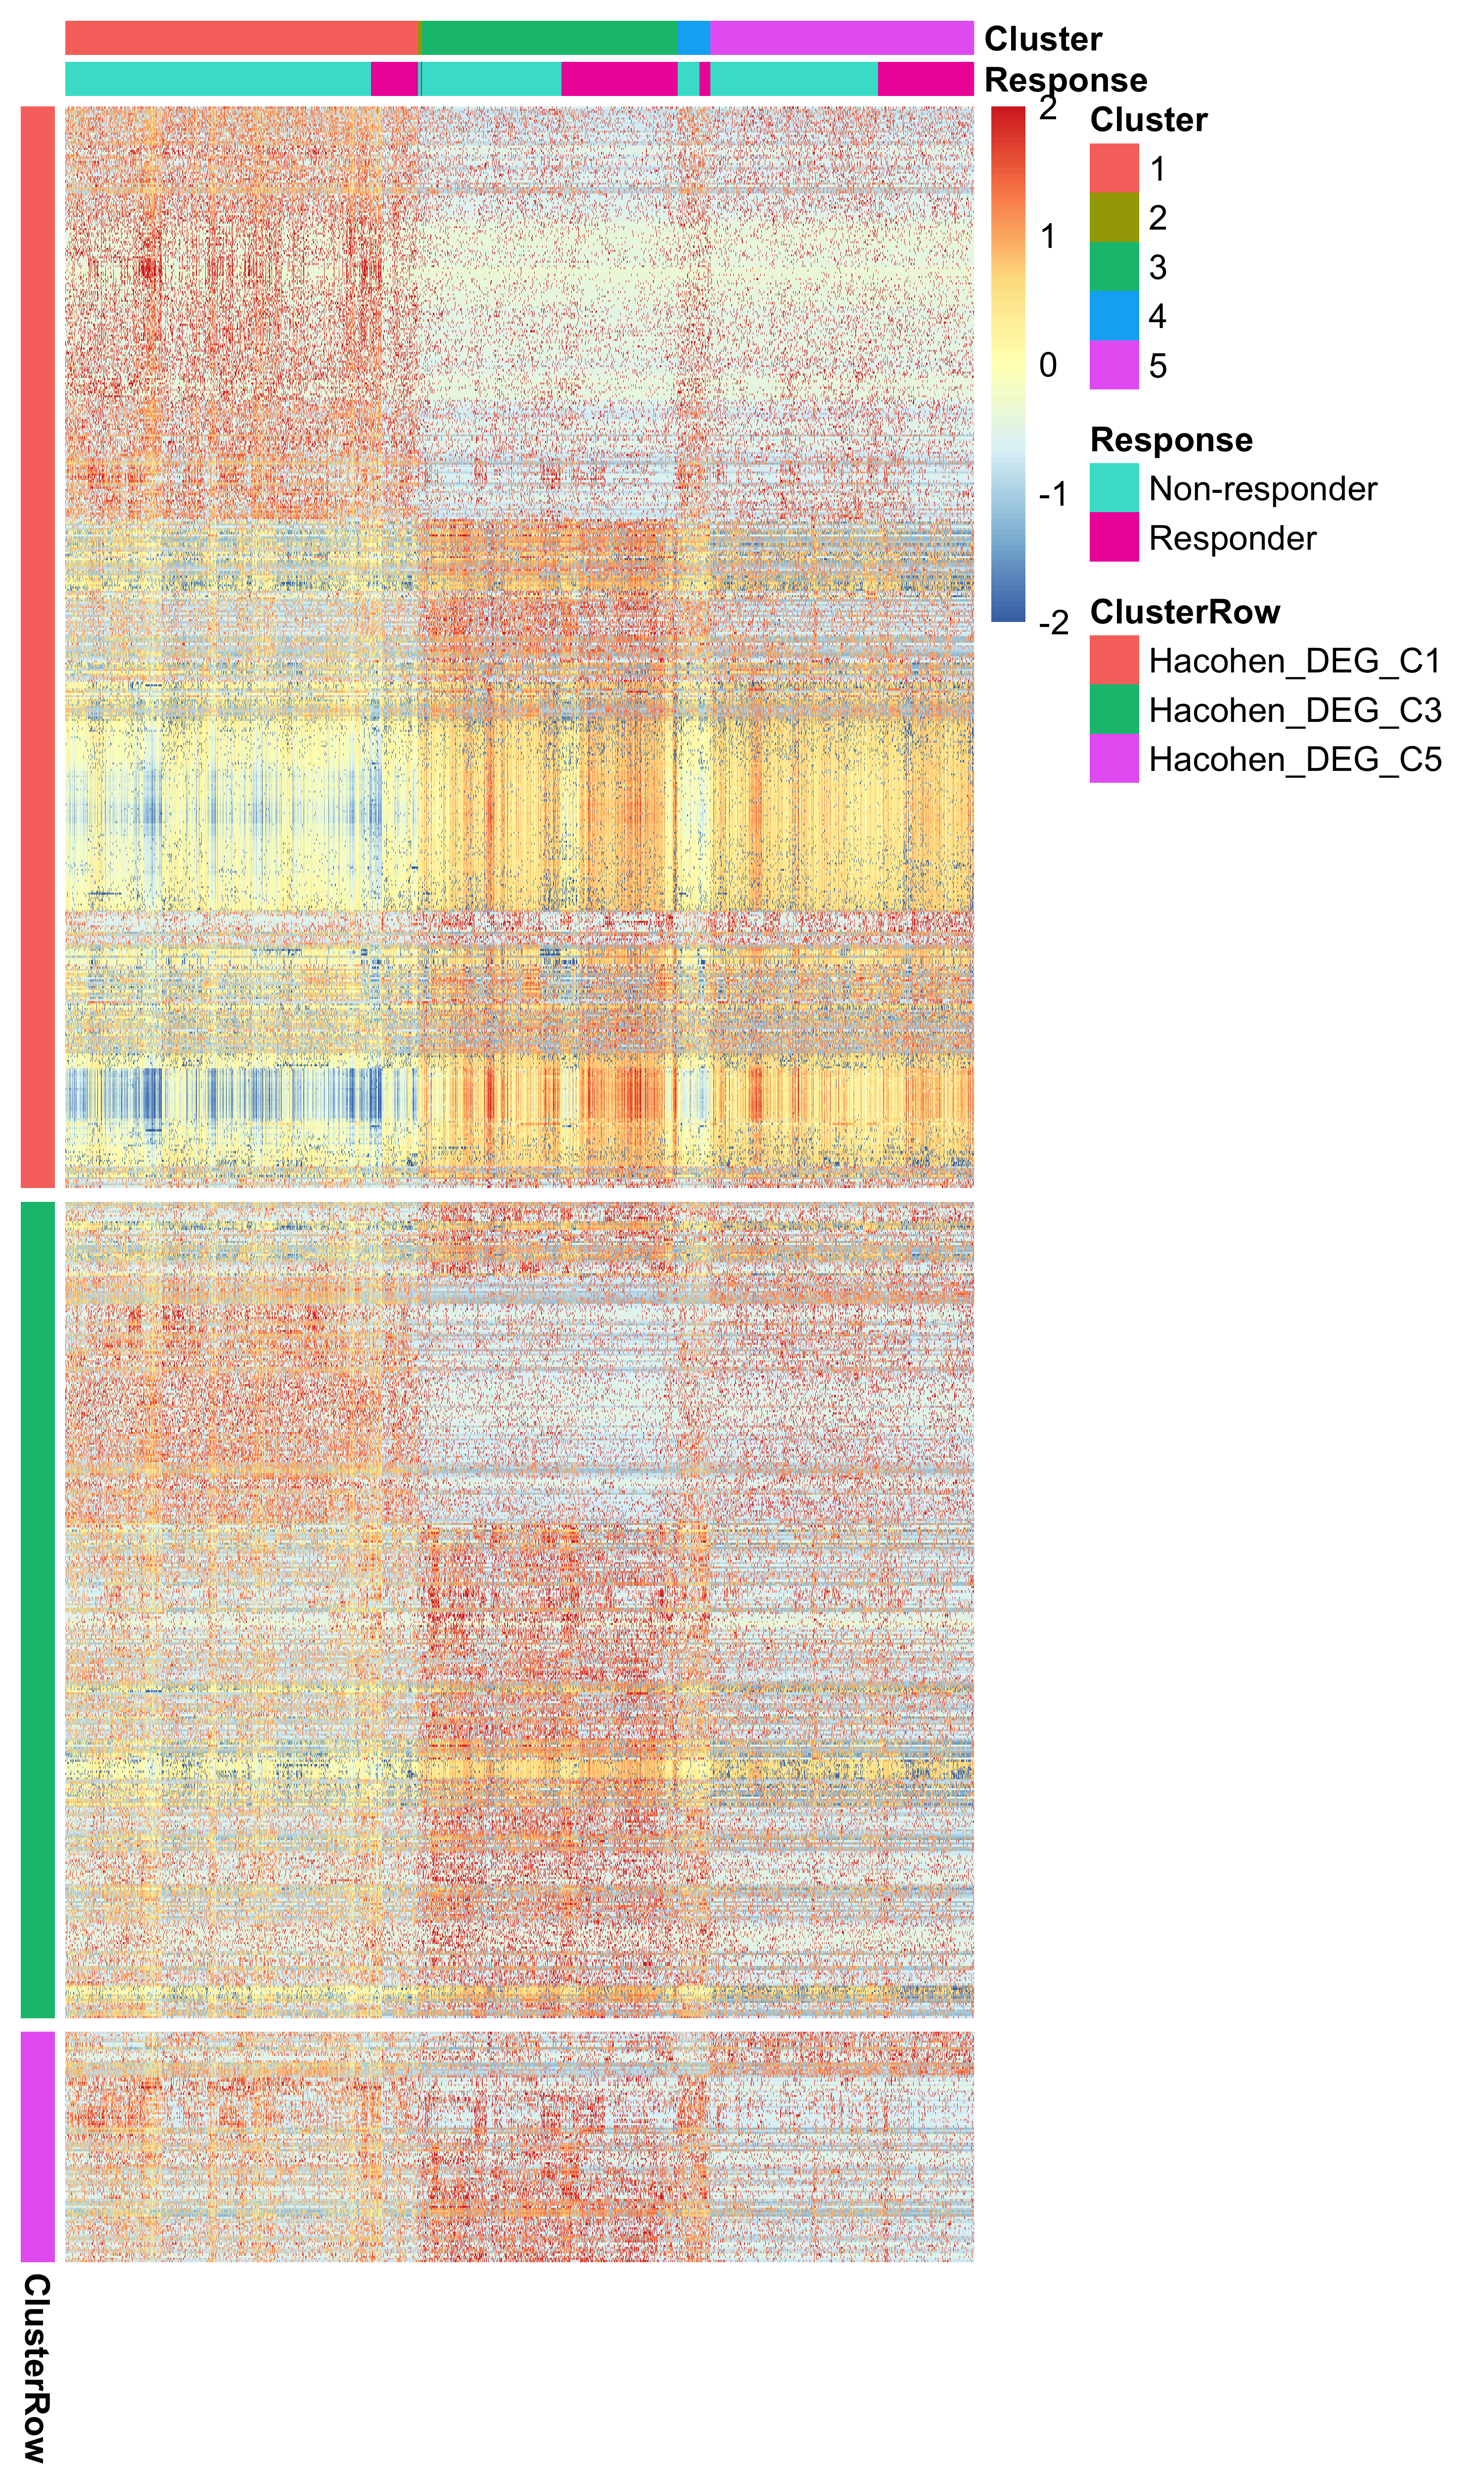 Cluster
Response
2
1
0
-1
-2
Cluster
1
2
3
4
5
Response
Non-responder
Responder
ClusterRow
Hacohen_DEG_C1
Hacohen_DEG_C3
Hacohen_DEG_C5
ClusterRow